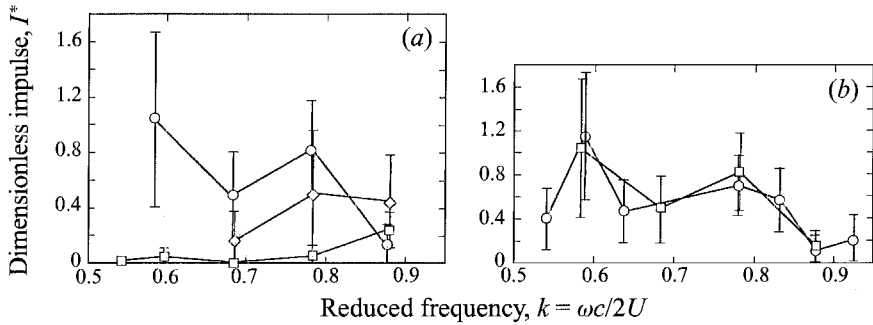 Dimensionless impulse, I*
1.6
1.2
0.8
0.4
0
(a)
0.5 0.6 0.7 0.8 0.9
1.6
1.2
0.8
0.4
0
(b)
0.5 0.6 0.7 0.8 0.9
Reduced frequency, k = ωc/2U